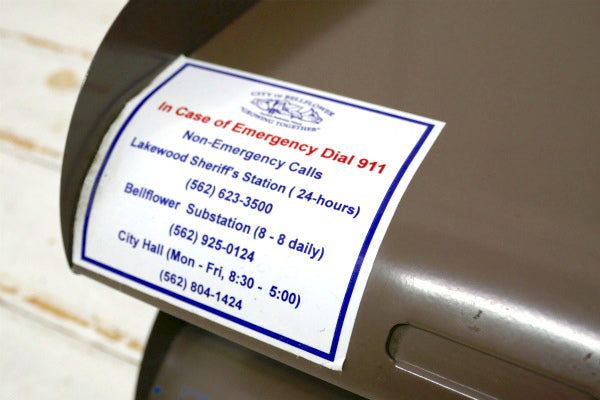 CITY OF BELLFLOWER
"GROWING TOGETHER"
In Case of Emergency Dial 911
Non-Emergency Calls
Lakewood Sheriff's Station ( 24-hours)
(562) 623-3500
Bellflower Substation (8 - 8 daily)
(562) 925-0124
City Hall (Mon - Fri, 8:30 - 5:00)
(562) 804-1424